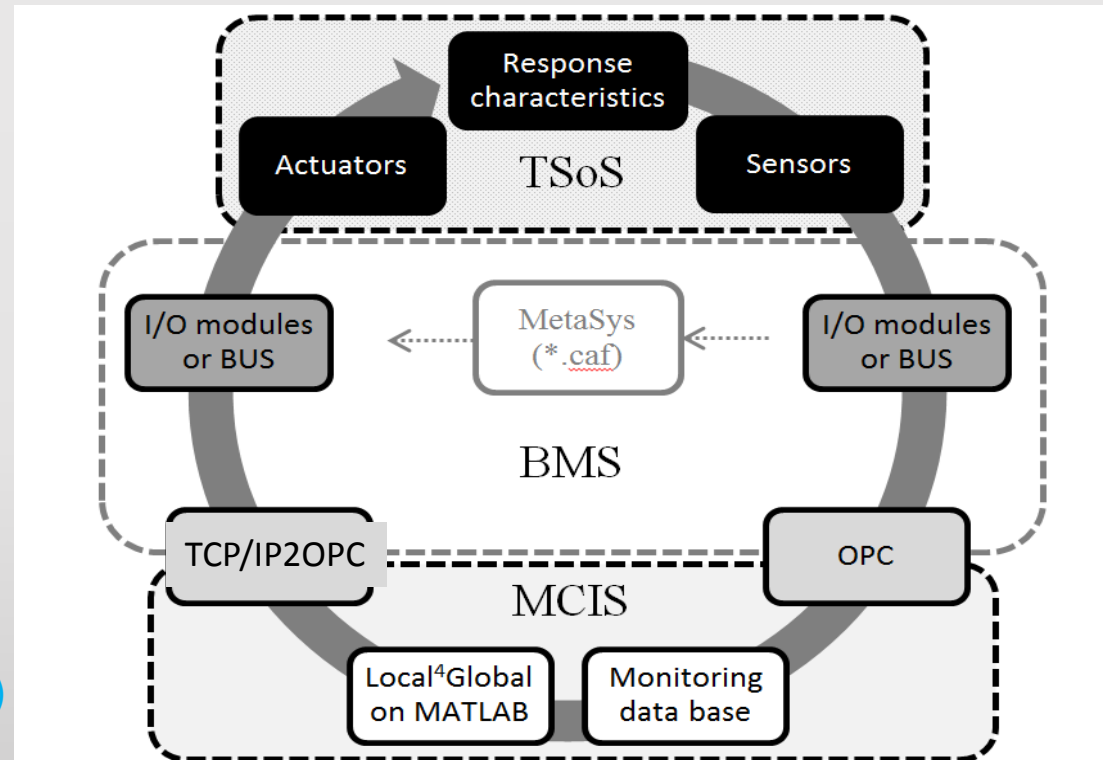 Response
characteristics
Actuators
TSoS
Sensors
I/O modules
or BUS
MetaSys
(*.caf)
I/O modules
or BUS
BMS
TCP/IP2OPC
OPC
MCIS
Local⁴Global
on MATLAB
Monitoring
data base